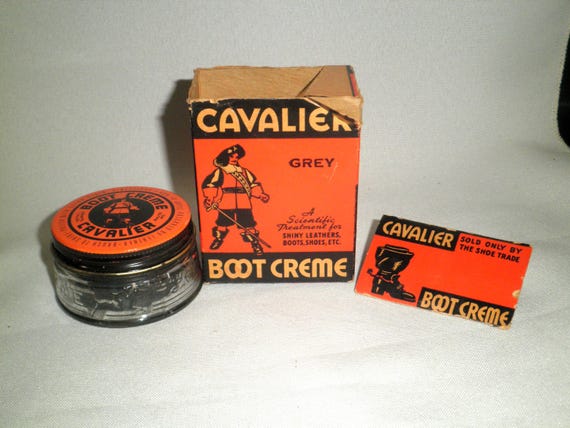 BOOT CREME
CAVALIER
CAVALIER
GREY
A
Scientific
Treatment for
SHINY LEATHERS,
BOOTS, SHOES, ETC.
BOOT CREME
CAVALIER
SOLD ONLY BY
THE SHOE TRADE
BOOT CREME